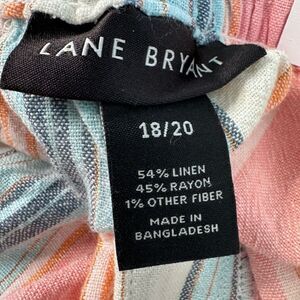 LANE BRYANT
18/20
54% LINEN
45% RAYON
1% OTHER FIBER
MADE IN
BANGLADESH